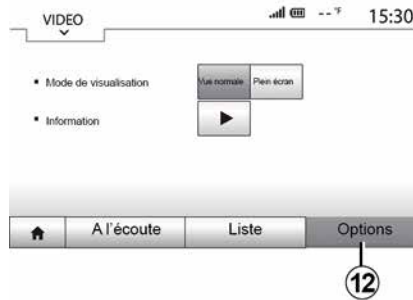 VIDEO --°F 15:30
▪ Mode de visualisation Vue normale Plein écran
▪ Information
A l'écoute Liste Options
12